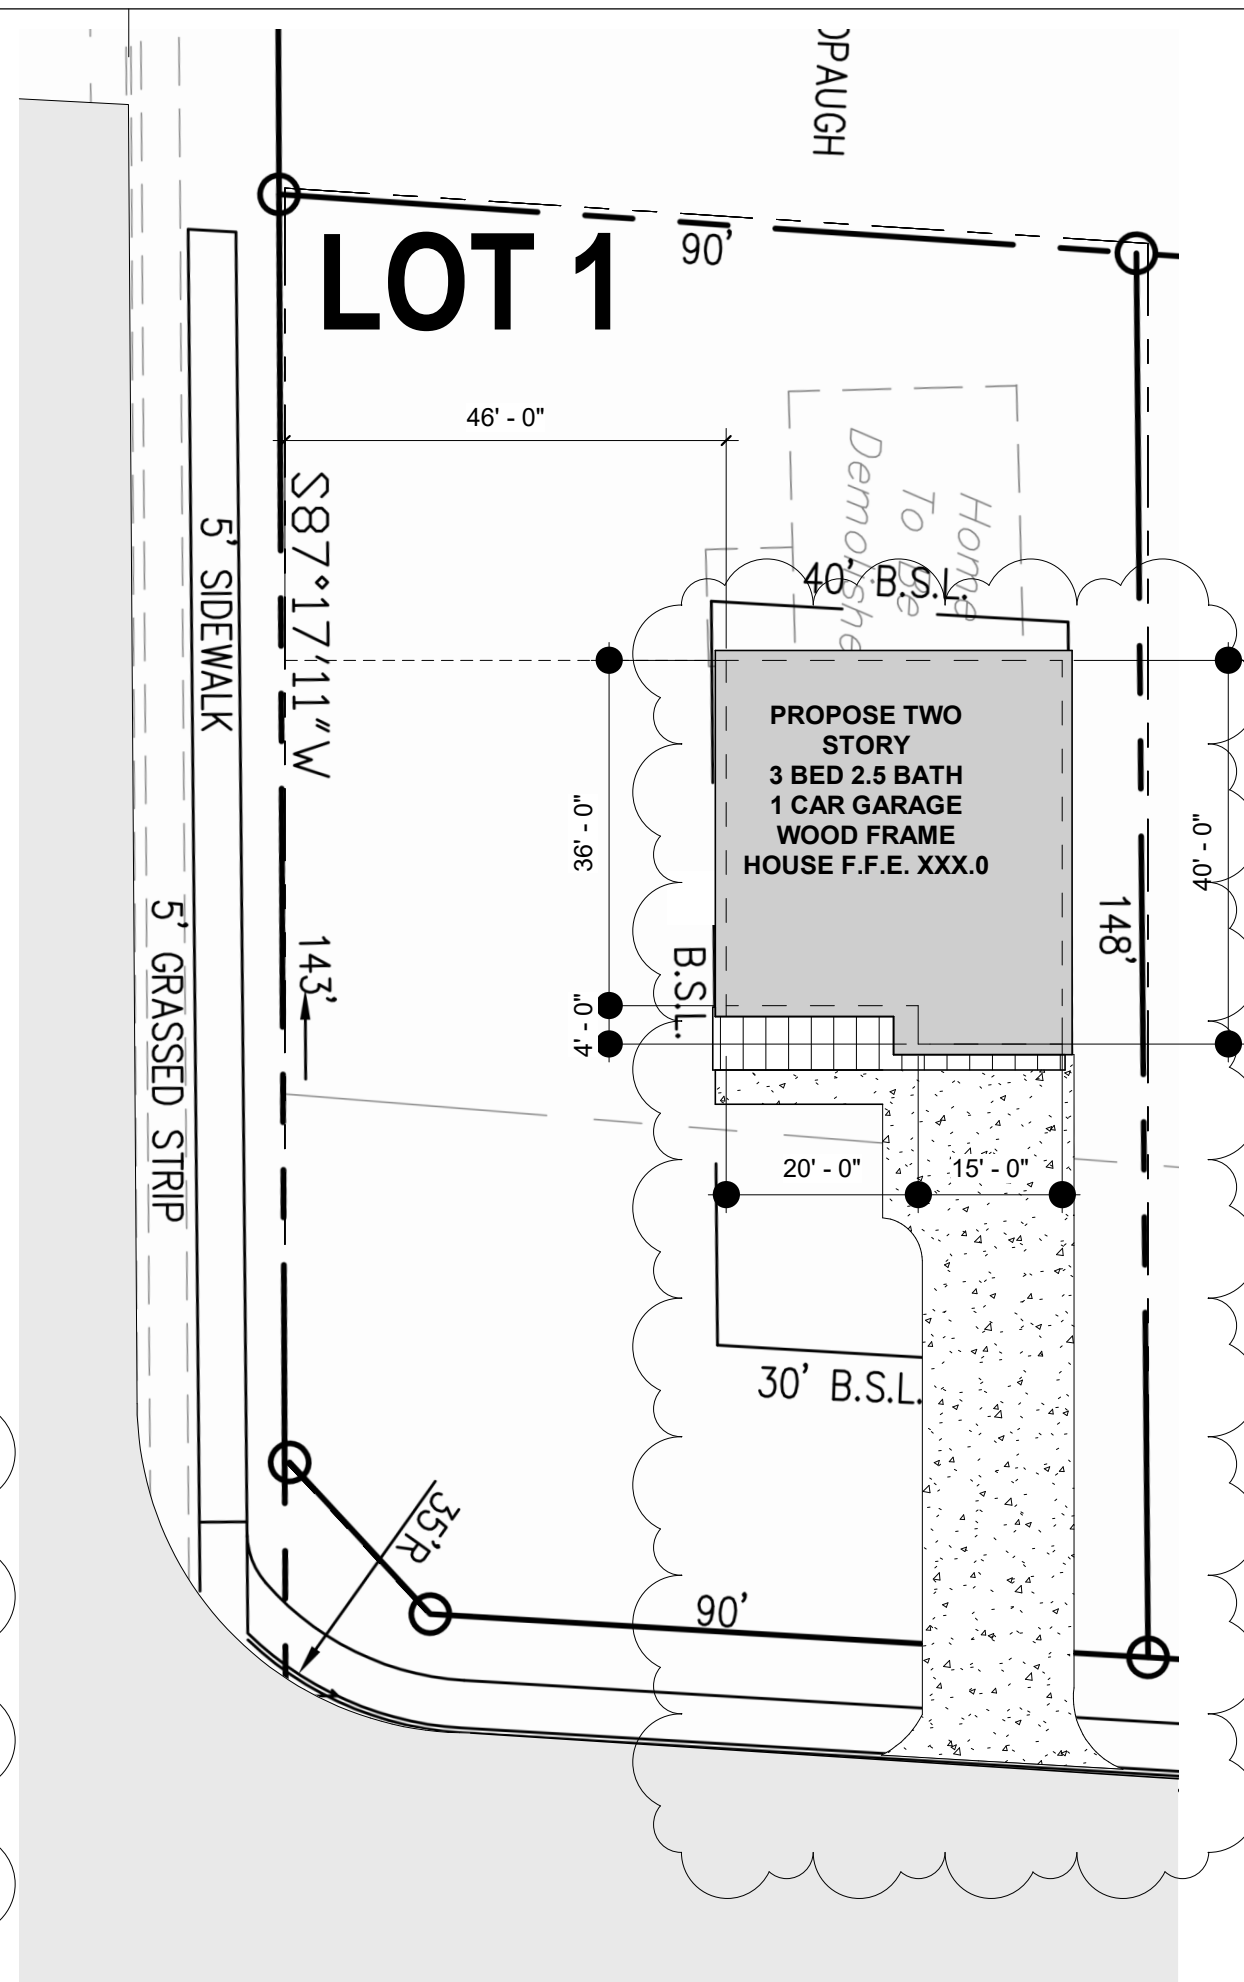 OPAUGH
90'
LOT 1
46' - 0"
S87°17'11"W
Home
To Be
Demolishe
40' B.S.L.
5' SIDEWALK
PROPOSE TWO
STORY
3 BED 2.5 BATH
1 CAR GARAGE
WOOD FRAME
HOUSE F.F.E. XXX.0
36' - 0"
40' - 0"
148'
143'
B.S.L.
4' - 0"
5' GRASSED STRIP
20' - 0"
15' - 0"
30' B.S.L.
35'R
90'